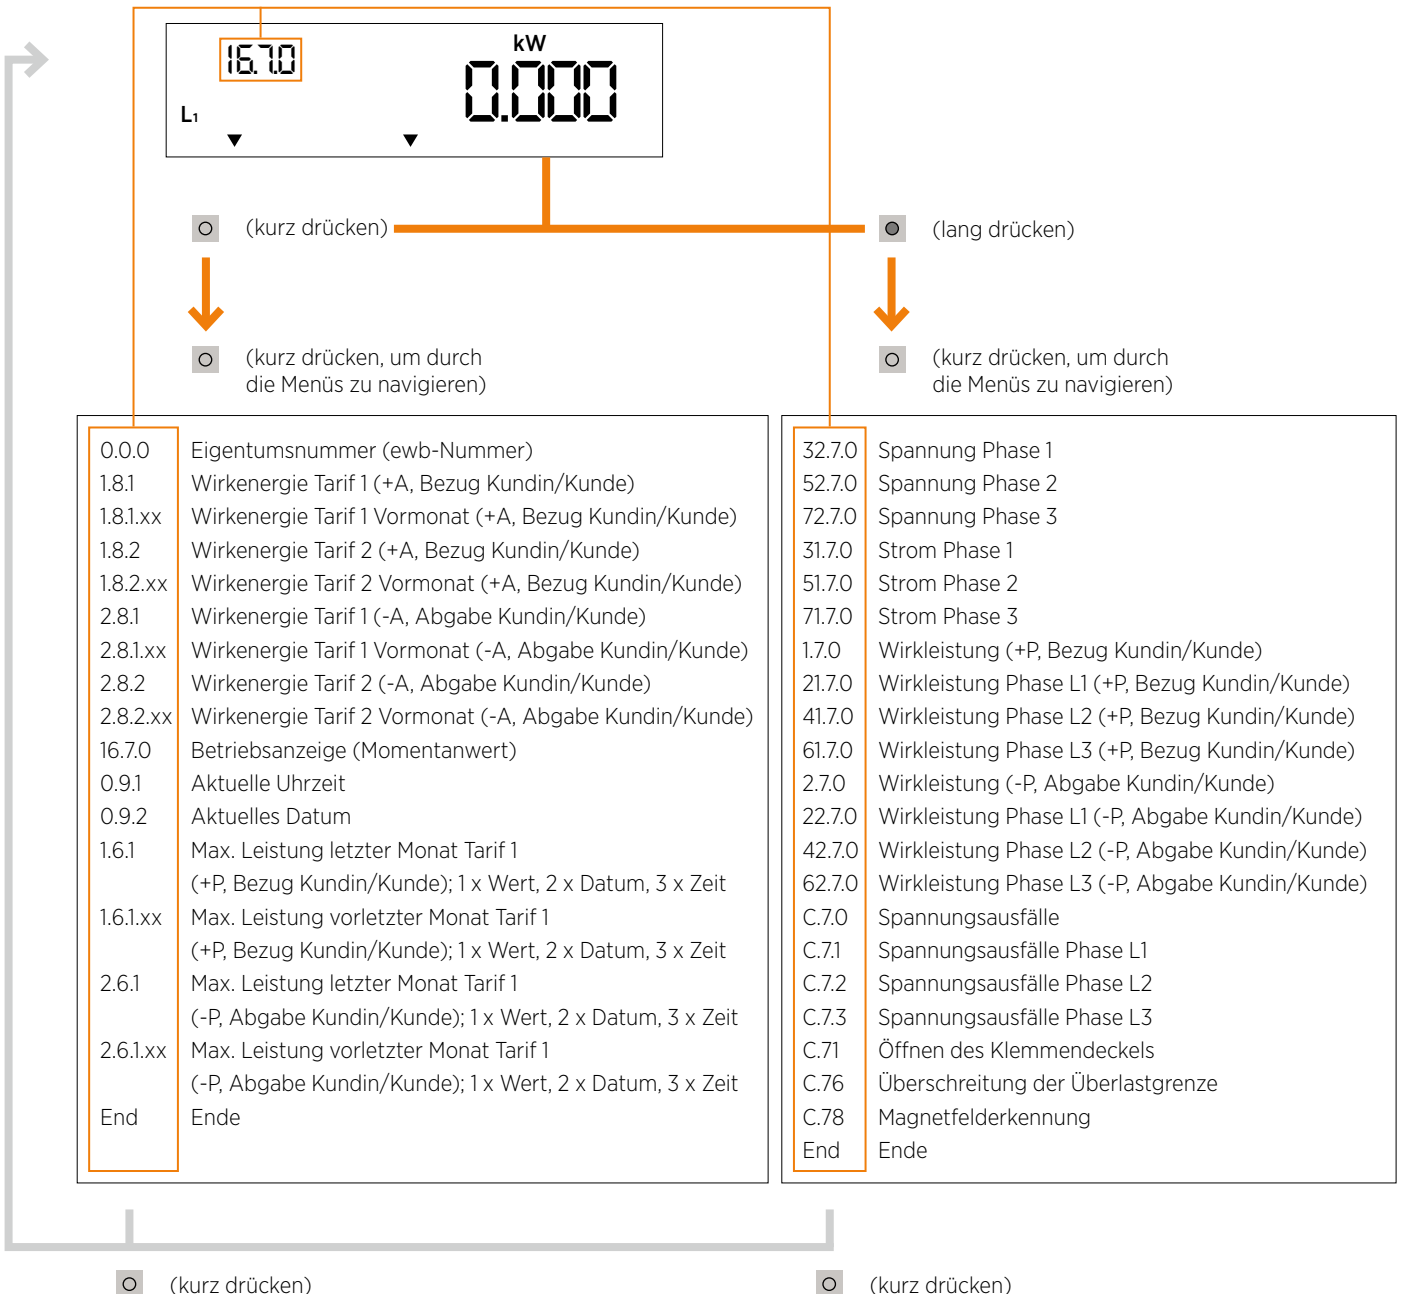 16.7.0
kW
0.000
L1
(kurz drücken)
(lang drücken)
(kurz drücken, um durch
die Menüs zu navigieren)
(kurz drücken, um durch
die Menüs zu navigieren)
0.0.0 Eigentumsnummer (ewb-Nummer)
1.8.1 Wirkenergie Tarif 1 (+A, Bezug Kundin/Kunde)
1.8.1.xx Wirkenergie Tarif 1 Vormonat (+A, Bezug Kundin/Kunde)
1.8.2 Wirkenergie Tarif 2 (+A, Bezug Kundin/Kunde)
1.8.2.xx Wirkenergie Tarif 2 Vormonat (+A, Bezug Kundin/Kunde)
2.8.1 Wirkenergie Tarif 1 (-A, Abgabe Kundin/Kunde)
2.8.1.xx Wirkenergie Tarif 1 Vormonat (-A, Abgabe Kundin/Kunde)
2.8.2 Wirkenergie Tarif 2 (-A, Abgabe Kundin/Kunde)
2.8.2.xx Wirkenergie Tarif 2 Vormonat (-A, Abgabe Kundin/Kunde)
16.7.0 Betriebsanzeige (Momentanwert)
0.9.1 Aktuelle Uhrzeit
0.9.2 Aktuelles Datum
1.6.1 Max. Leistung letzter Monat Tarif 1
(+P, Bezug Kundin/Kunde); 1 x Wert, 2 x Datum, 3 x Zeit
1.6.1.xx Max. Leistung vorletzter Monat Tarif 1
(+P, Bezug Kundin/Kunde); 1 x Wert, 2 x Datum, 3 x Zeit
2.6.1 Max. Leistung letzter Monat Tarif 1
(-P, Abgabe Kundin/Kunde); 1 x Wert, 2 x Datum, 3 x Zeit
2.6.1.xx Max. Leistung vorletzter Monat Tarif 1
(-P, Abgabe Kundin/Kunde); 1 x Wert, 2 x Datum, 3 x Zeit
End Ende
32.7.0 Spannung Phase 1
52.7.0 Spannung Phase 2
72.7.0 Spannung Phase 3
31.7.0 Strom Phase 1
51.7.0 Strom Phase 2
71.7.0 Strom Phase 3
1.7.0 Wirkleistung (+P, Bezug Kundin/Kunde)
21.7.0 Wirkleistung Phase L1 (+P, Bezug Kundin/Kunde)
41.7.0 Wirkleistung Phase L2 (+P, Bezug Kundin/Kunde)
61.7.0 Wirkleistung Phase L3 (+P, Bezug Kundin/Kunde)
2.7.0 Wirkleistung (-P, Abgabe Kundin/Kunde)
22.7.0 Wirkleistung Phase L1 (-P, Abgabe Kundin/Kunde)
42.7.0 Wirkleistung Phase L2 (-P, Abgabe Kundin/Kunde)
62.7.0 Wirkleistung Phase L3 (-P, Abgabe Kundin/Kunde)
C.7.0 Spannungsausfälle
C.7.1 Spannungsausfälle Phase L1
C.7.2 Spannungsausfälle Phase L2
C.7.3 Spannungsausfälle Phase L3
C.71 Öffnen des Klemmendeckels
C.76 Überschreitung der Überlastgrenze
C.78 Magnetfelderkennung
End Ende
(kurz drücken)
(kurz drücken)